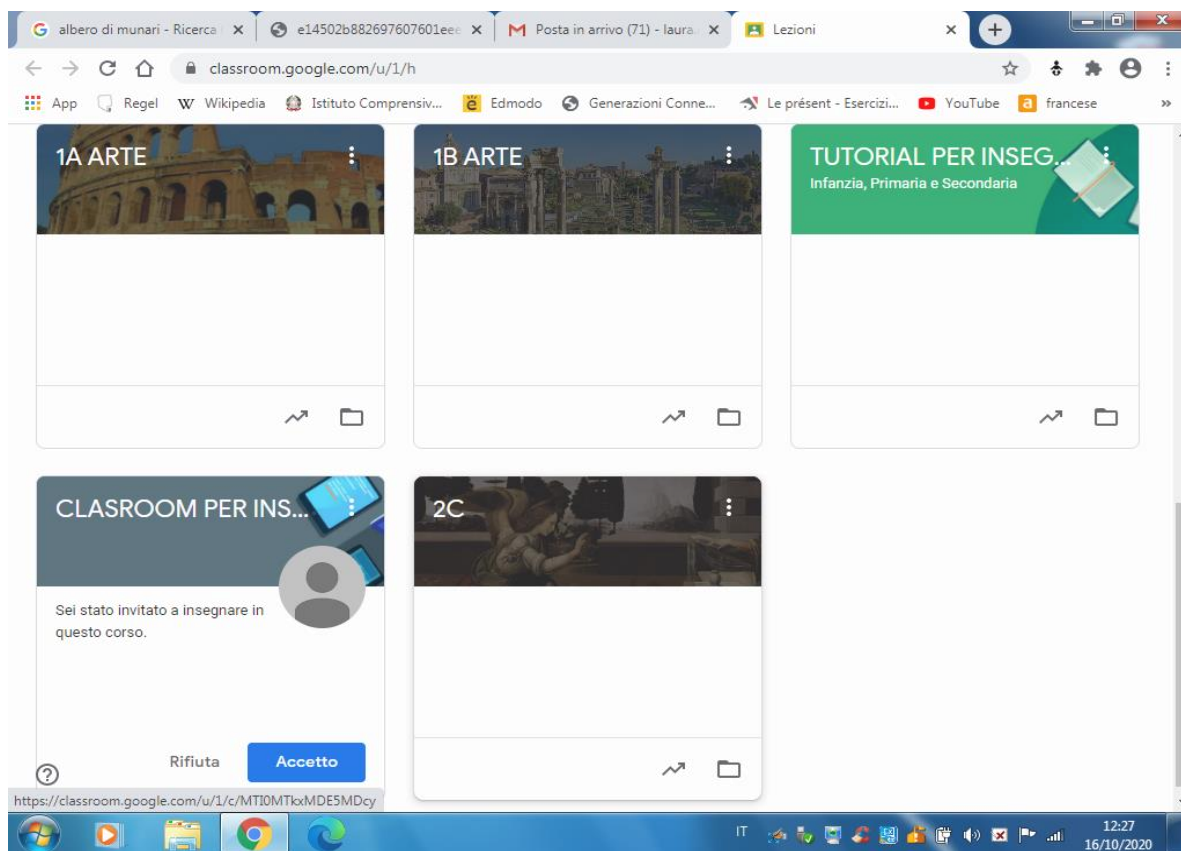 albero di munari - Ricerca
e14502b882697607601eee
Posta in arrivo (71) - laura.
Lezioni
classroom.google.com/u/1/h
App
Regel
W Wikipedia
Istituto Comprensiv...
ë Edmodo
Generazioni Conne...
Le présent - Esercizi...
YouTube
a francese
»
1A ARTE
1B ARTE
TUTORIAL PER INSEG...
Infanzia, Primaria e Secondaria
CLASROOM PER INS...
2C
Sei stato invitato a insegnare in
questo corso.
Rifiuta
Accetto
https://classroom.google.com/u/1/c/MTI0MTkxMDE5MDcy
IT
12:27
16/10/2020